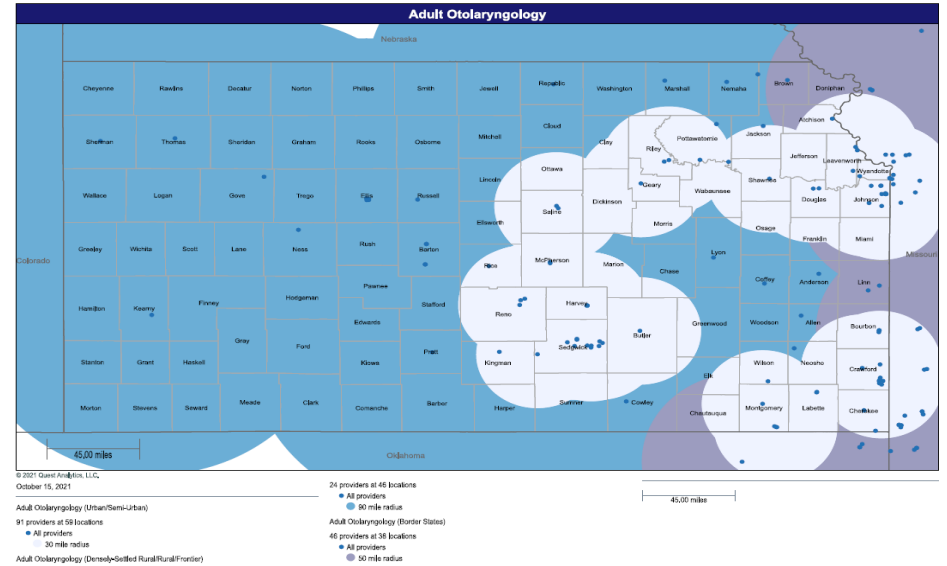 Adult Otolaryngology
Nebraska
Cheyenne Rawlins Decatur Norton Phillips Smith Jewell Republic Washington Marshall Nemaha Brown Doniphan
Sherman Thomas Sheridan Graham Rooks Osborne Mitchell Cloud Clay Riley Pottawatomie Jackson Atchison
Jefferson Leavenworth Wyandotte
Wallace Logan Gove Trego Ellis Russell Lincoln Ottawa Dickinson Geary Wabaunsee Shawnee Douglas Johnson
Saline Morris Osage Franklin Miami
Greeley Wichita Scott Lane Ness Rush Barton Ellsworth
Colorado Rice McPherson Marion Chase Lyon Coffey Anderson Linn Missouri
Hamilton Kearny Finney Hodgeman Pawnee Stafford Reno Harvey Greenwood Woodson Allen Bourbon
Gray Ford Edwards Sedgwick Butler
Stanton Grant Haskell Kiowa Pratt Kingman Elk Wilson Neosho Crawford
Morton Stevens Seward Meade Clark Comanche Barber Harper Sumner Cowley Chautauqua Montgomery Labette Cherokee
45,00 miles
Oklahoma
© 2021 Quest Analytics, LLC.
October 15, 2021
Adult Otolaryngology (Urban/Semi-Urban)
91 providers at 59 locations
All providers
30 mile radius
Adult Otolaryngology (Densely-Settled Rural/Rural/Frontier)
24 providers at 46 locations
All providers
90 mile radius
Adult Otolaryngology (Border States)
46 providers at 38 locations
All providers
50 mile radius
45,00 miles